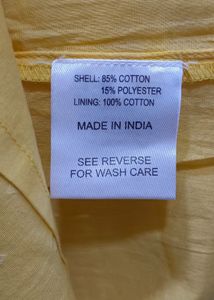 SHELL: 85% COTTON
15% POLYESTER
LINING: 100% COTTON
MADE IN INDIA
SEE REVERSE
FOR WASH CARE